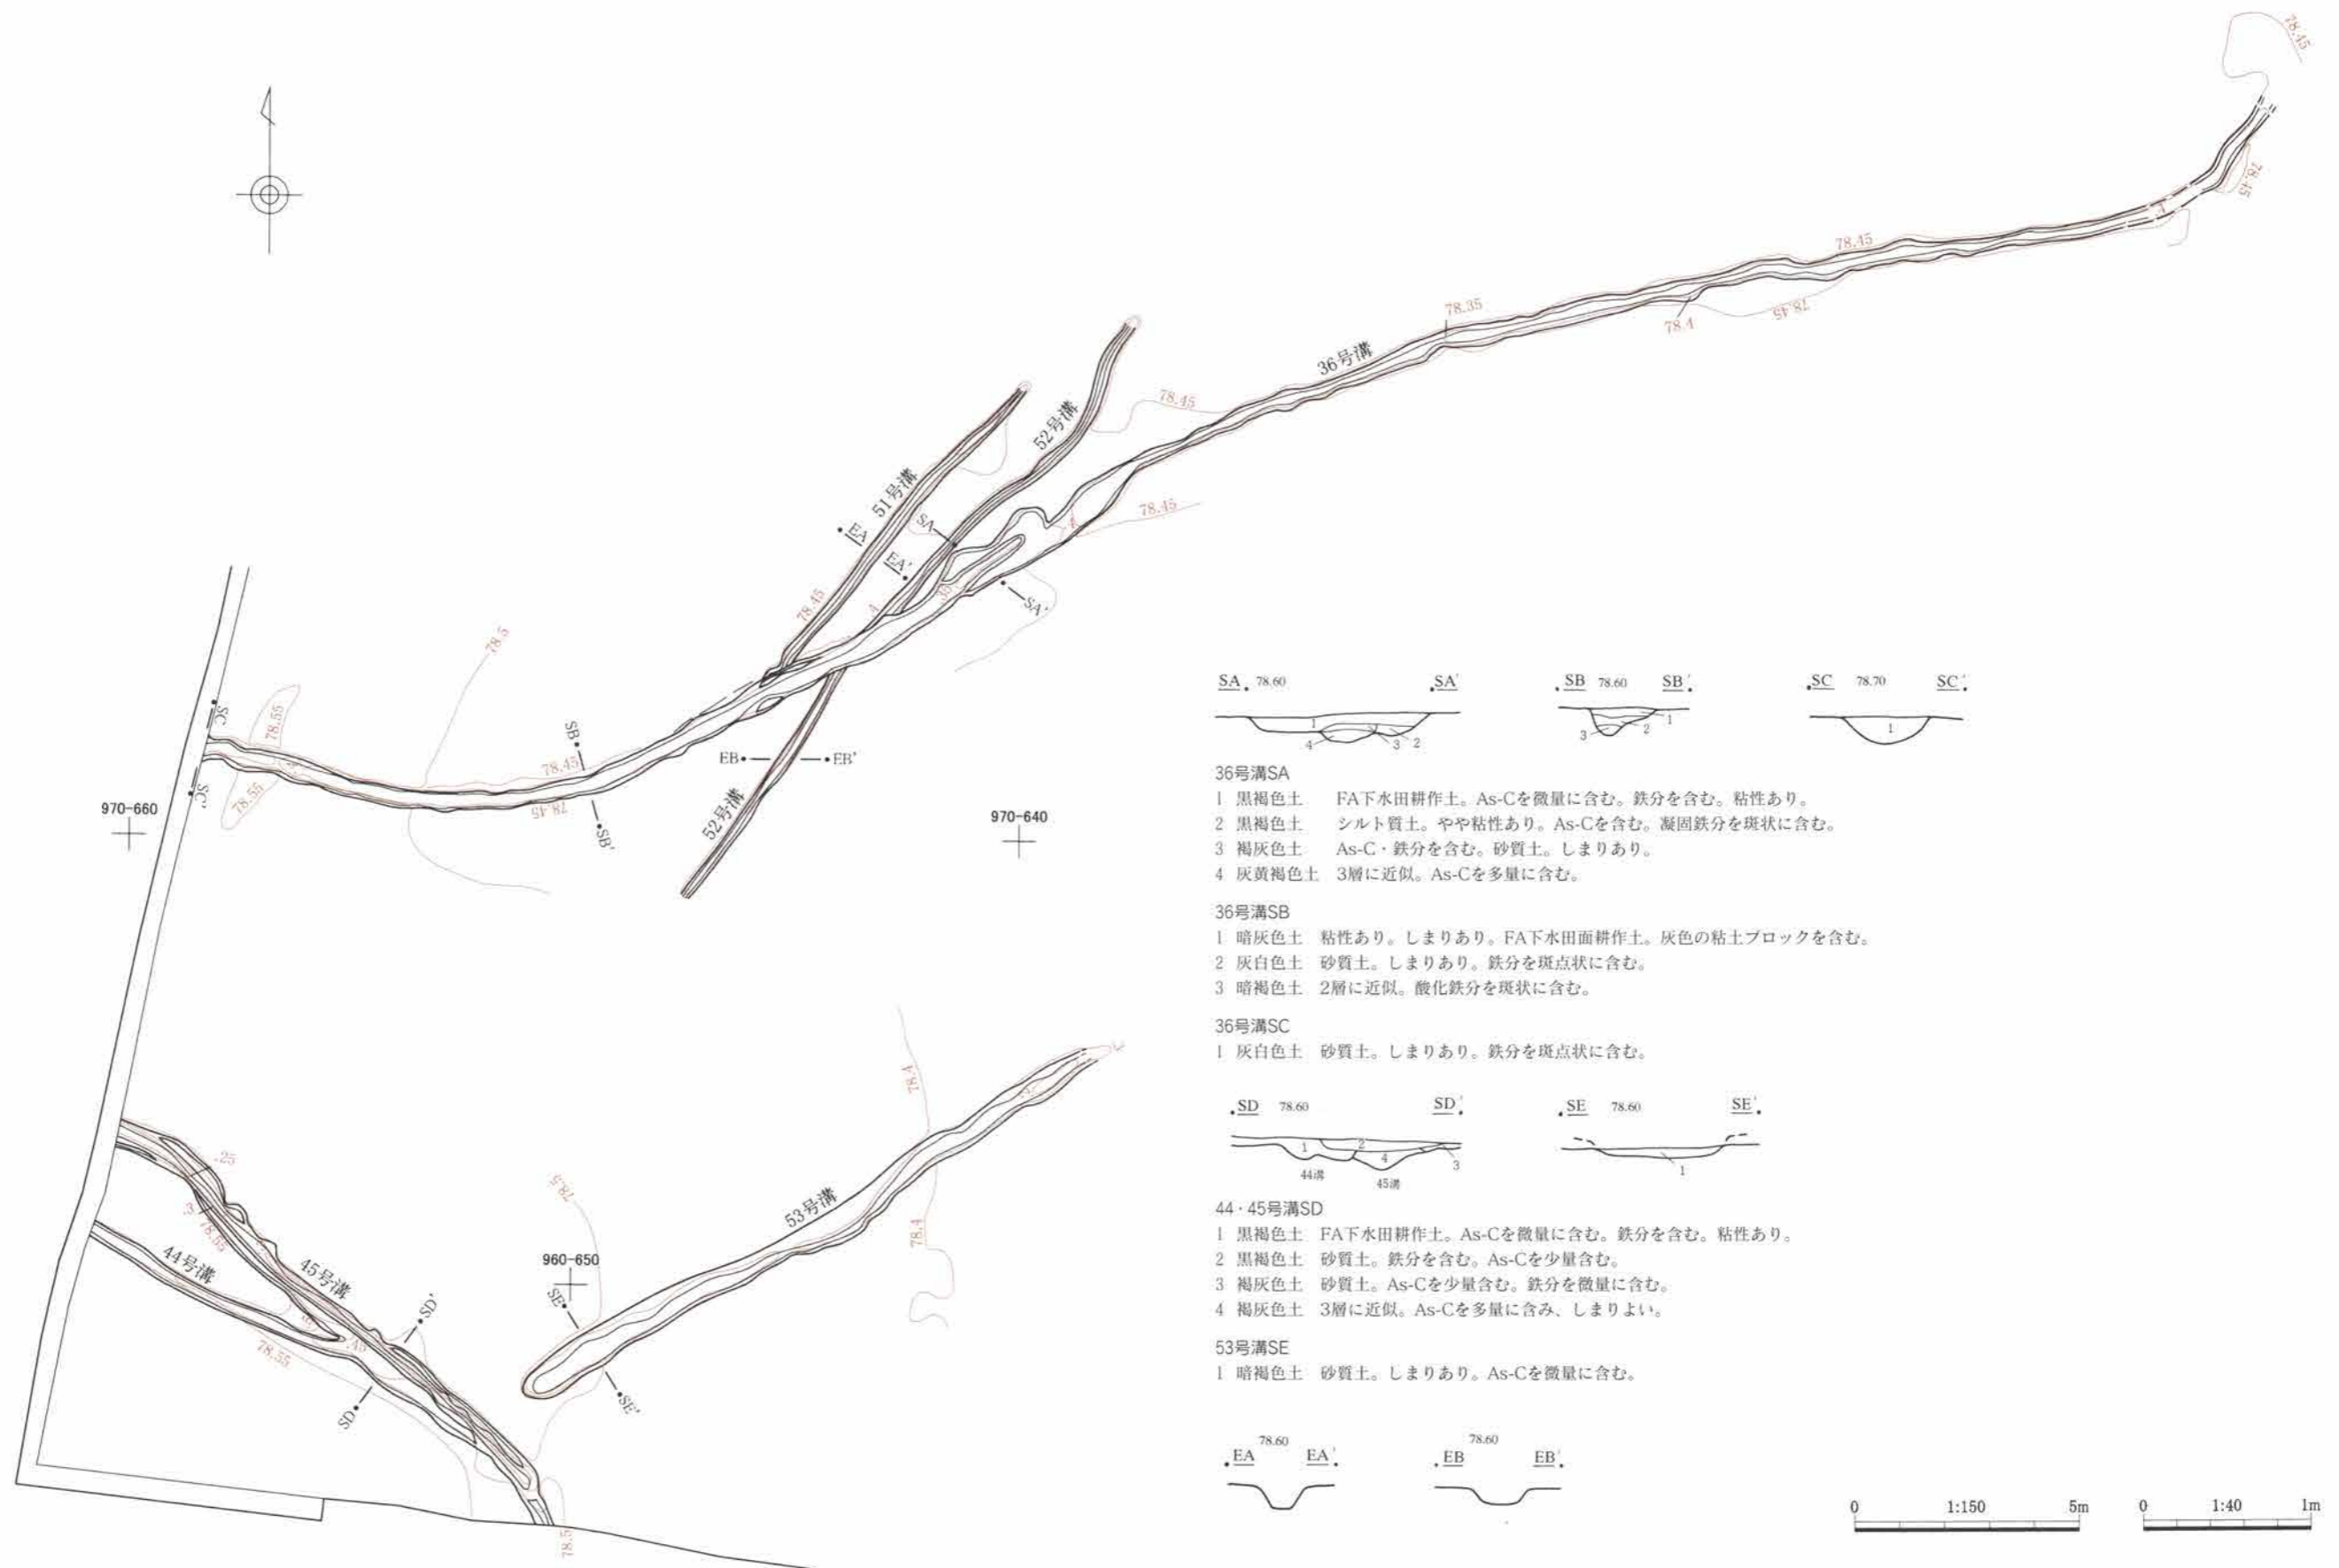 78.45
78.45
78.45
78.35
78.4
78.45
36号溝
52号溝
78.45
51号溝
SA
EA
EA'
78.45
.4
78.45
.4
SA'
78.5
SC
78.55
SB
78.45
EB
EB'
78.55
SC'
78.45
SB'
52号溝
970-660
970-640
SA 78.60 SA'
SB 78.60 SB'
SC 78.70 SC'
1
4
3
2
3
2
1
1
36号溝SA
1 黒褐色土 FA下水田耕作土。As-Cを微量に含む。鉄分を含む。粘性あり。
2 黒褐色土 シルト質土。やや粘性あり。As-Cを含む。凝固鉄分を斑状に含む。
3 褐灰色土 As-C・鉄分を含む。砂質土。しまりあり。
4 灰黄褐色土 3層に近似。As-Cを多量に含む。
36号溝SB
1 暗灰色土 粘性あり。しまりあり。FA下水田面耕作土。灰色の粘土ブロックを含む。
2 灰白色土 砂質土。しまりあり。鉄分を斑点状に含む。
3 暗褐色土 2層に近似。酸化鉄分を斑状に含む。
36号溝SC
1 灰白色土 砂質土。しまりあり。鉄分を斑点状に含む。
78.4
.25
.3
78.55
44号溝
45号溝
SD'
78.55
.45
SD
78.5
960-650
SE
53号溝
78.4
SE'
78.5
SD 78.60 SD'
SE 78.60 SE'
1
2
4
3
44溝
45溝
1
44・45号溝SD
1 黒褐色土 FA下水田耕作土。As-Cを微量に含む。鉄分を含む。粘性あり。
2 黒褐色土 砂質土。鉄分を含む。As-Cを少量含む。
3 褐灰色土 砂質土。As-Cを少量含む。鉄分を微量に含む。
4 褐灰色土 3層に近似。As-Cを多量に含み、しまりよい。
53号溝SE
1 暗褐色土 砂質土。しまりあり。As-Cを微量に含む。
EA 78.60 EA'
EB 78.60 EB'
0 1:150 5m
0 1:40 1m